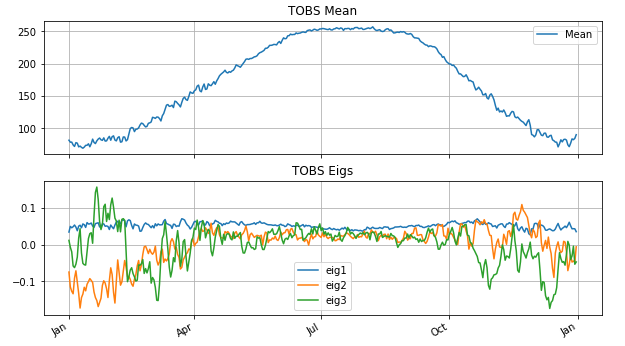 TOBS Mean
250
200
150
100
Mean
TOBS Eigs
0.1
0.0
−0.1
eig1
eig2
eig3
Jan
Apr
Jul
Oct
Jan